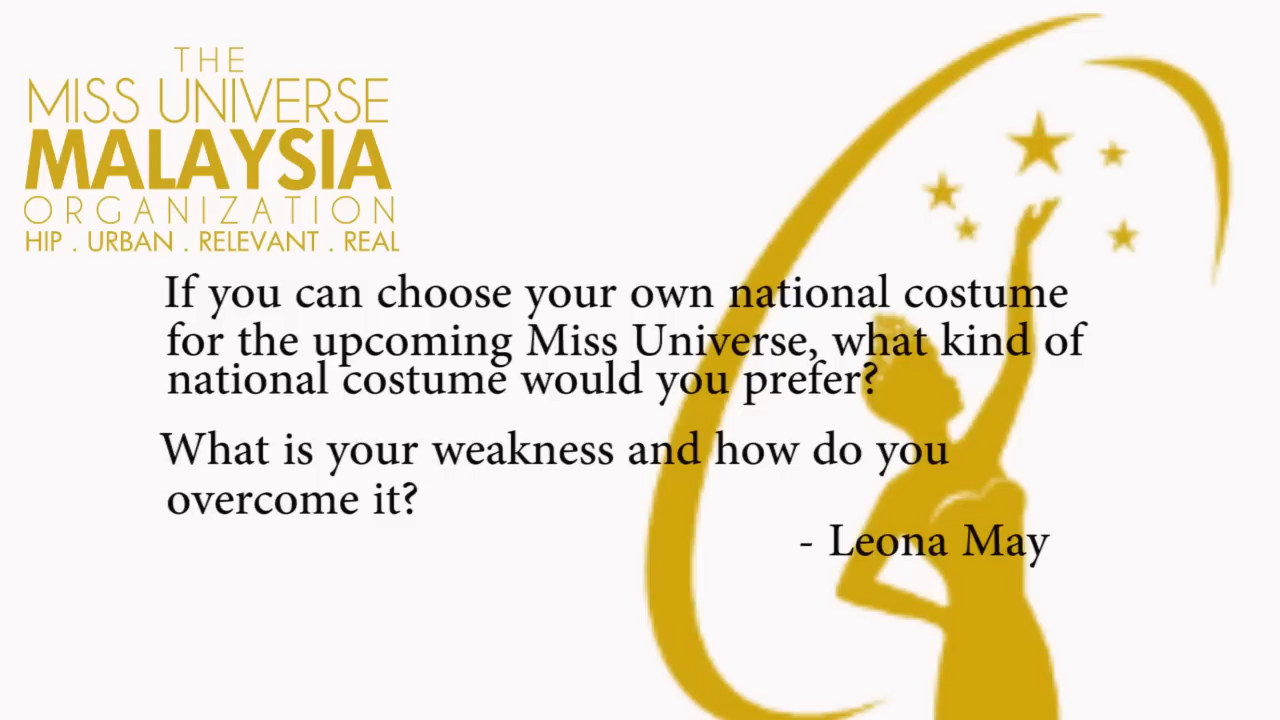 THE
MISS UNIVERSE
MALAYSIA
ORGANIZATION
HIP . URBAN . RELEVANT . REAL
If you can choose your own national costume
for the upcoming Miss Universe, what kind of
national costume would you prefer?
What is your weakness and how do you
overcome it?
- Leona May